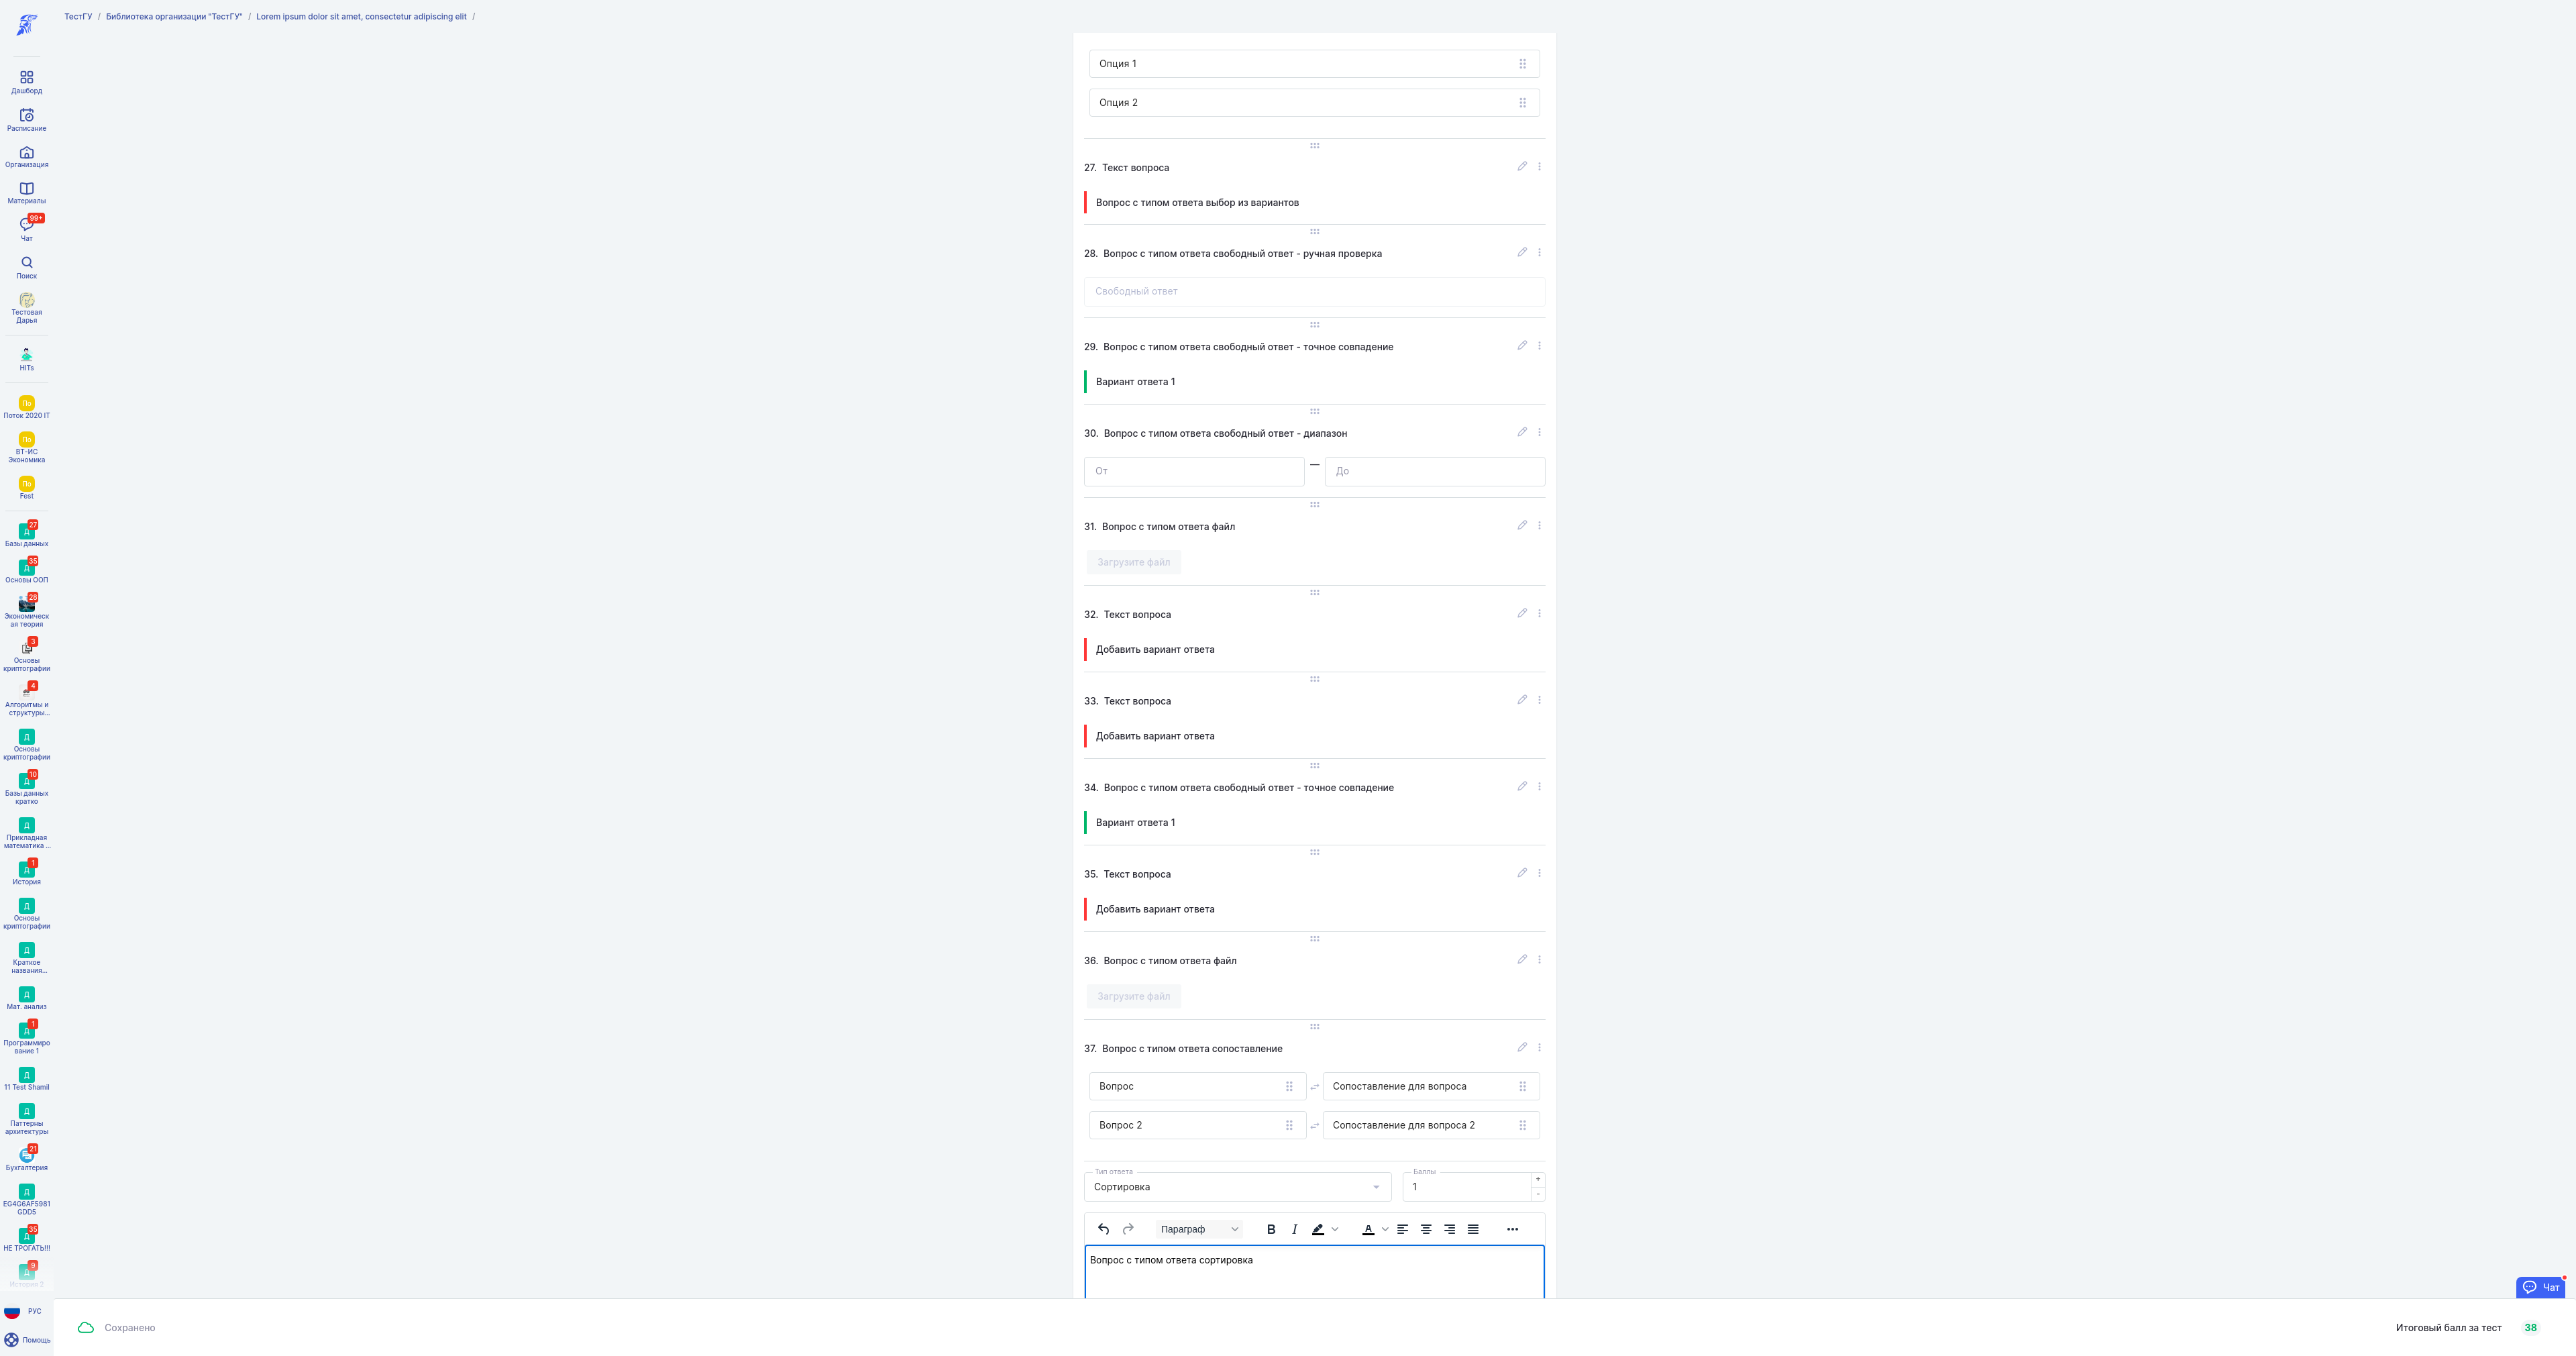 ТестГУ / Библиотека организации "ТестГУ" / Lorem ipsum dolor sit amet, consectetur adipiscing elit /
Дашборд
Расписание
Организация
Материалы
99+
Чат
Поиск
Тестовая
Дарья
HITs
По
Поток 2020 IT
По
ВТ-ИС
Экономика
По
Fest
27
Д
Базы данных
35
Д
Основы ООП
28
Экономическ
ая теория
3
Основы
криптографии
4
Алгоритмы и
структуры...
Д
Основы
криптографии
10
Д
Базы данных
кратко
Д
Прикладная
математика ...
1
Д
История
Д
Основы
криптографии
Д
Краткое
названия...
Д
Мат. анализ
1
Д
Программиро
вание 1
Д
11 Test Shamil
Д
Паттерны
архитектуры
21
Бухгалтерия
Д
EG4G6AF5981
GDD5
35
Д
НЕ ТРОГАТЬ!!!
9
Д
История 2
РУС
Помощь
Опция 1
Опция 2
27. Текст вопроса
Вопрос с типом ответа выбор из вариантов
28. Вопрос с типом ответа свободный ответ - ручная проверка
Свободный ответ
29. Вопрос с типом ответа свободный ответ - точное совпадение
Вариант ответа 1
30. Вопрос с типом ответа свободный ответ - диапазон
От — До
31. Вопрос с типом ответа файл
Загрузите файл
32. Текст вопроса
Добавить вариант ответа
33. Текст вопроса
Добавить вариант ответа
34. Вопрос с типом ответа свободный ответ - точное совпадение
Вариант ответа 1
35. Текст вопроса
Добавить вариант ответа
36. Вопрос с типом ответа файл
Загрузите файл
37. Вопрос с типом ответа сопоставление
Вопрос Сопоставление для вопроса
Вопрос 2 Сопоставление для вопроса 2
Тип ответа Баллы
Сортировка 1 + -
Параграф B I A
Вопрос с типом ответа сортировка
Чат
Сохранено Итоговый балл за тест 38